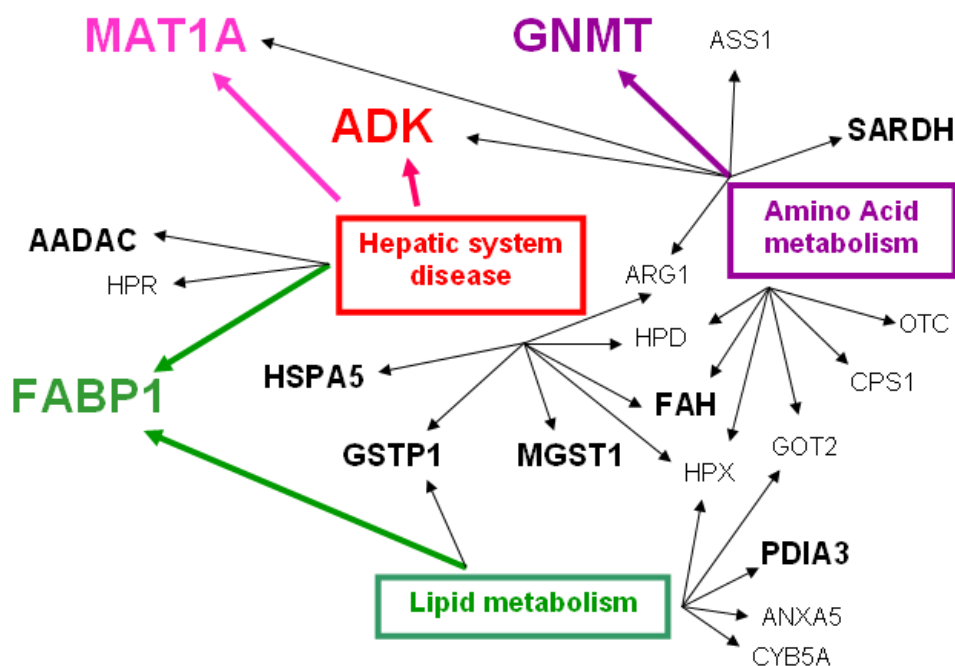 MAT1A
GNMT
ASS1
ADK
SARDH
AADAC
HPR
Hepatic system
disease
Amino Acid
metabolism
ARG1
OTC
HPD
HSPA5
CPS1
FABP1
FAH
GSTP1
MGST1
HPX
GOT2
PDIA3
Lipid metabolism
ANXA5
CYB5A